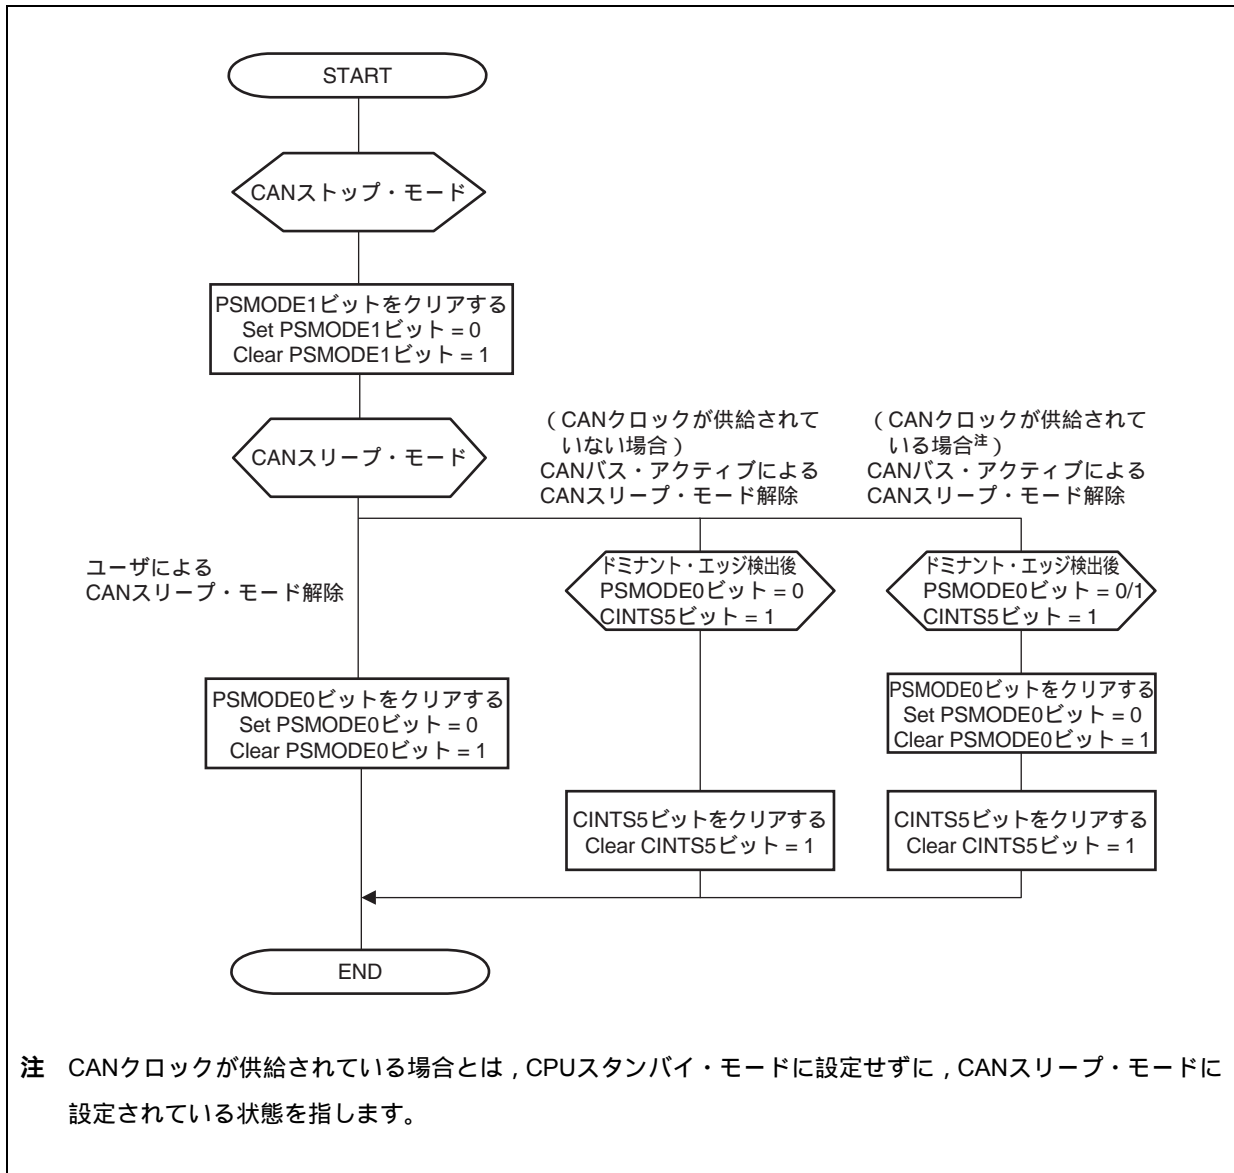 START
CANストップ・モード
PSMODE1ビットをクリアする
Set PSMODE1ビット = 0
Clear PSMODE1ビット = 1
CANスリープ・モード
（CANクロックが供給されて
いない場合）
CANバス・アクティブによる
CANスリープ・モード解除
（CANクロックが供給されて
いる場合注）
CANバス・アクティブによる
CANスリープ・モード解除
ユーザによる
CANスリープ・モード解除
ドミナント・エッジ検出後
PSMODE0ビット = 0
CINTS5ビット = 1
ドミナント・エッジ検出後
PSMODE0ビット = 0/1
CINTS5ビット = 1
PSMODE0ビットをクリアする
Set PSMODE0ビット = 0
Clear PSMODE0ビット = 1
PSMODE0ビットをクリアする
Set PSMODE0ビット = 0
Clear PSMODE0ビット = 1
CINTS5ビットをクリアする
Clear CINTS5ビット = 1
CINTS5ビットをクリアする
Clear CINTS5ビット = 1
END
注 CANクロックが供給されている場合とは，CPUスタンバイ・モードに設定せずに，CANスリープ・モードに
設定されている状態を指します。